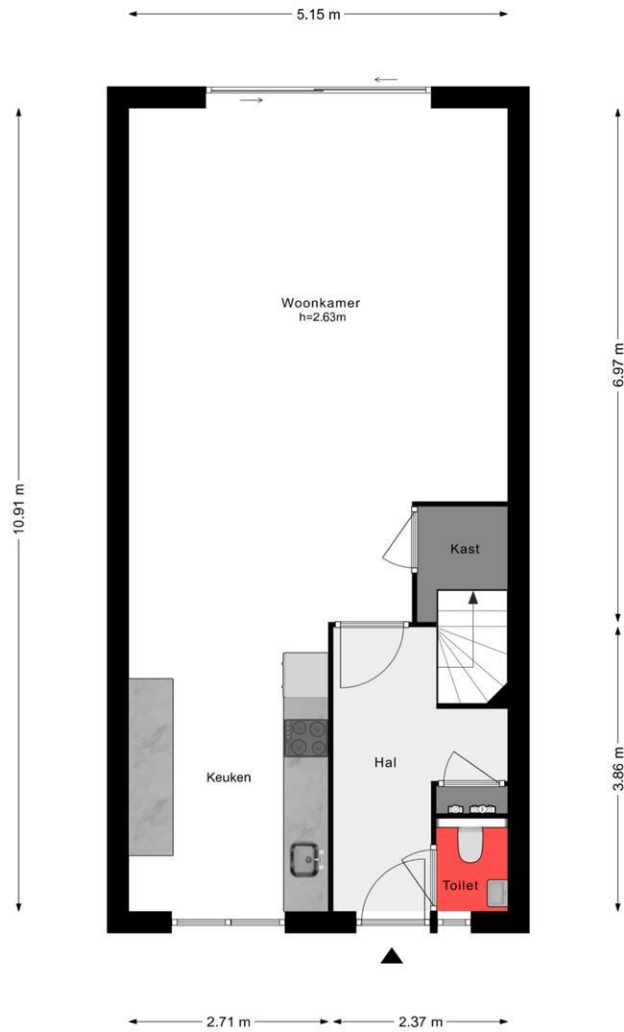 5.15 m
Woonkamer
h=2.63m
6.97 m
10.91 m
Kast
Hal
Keuken
3.86 m
Toilet
2.71 m
2.37 m